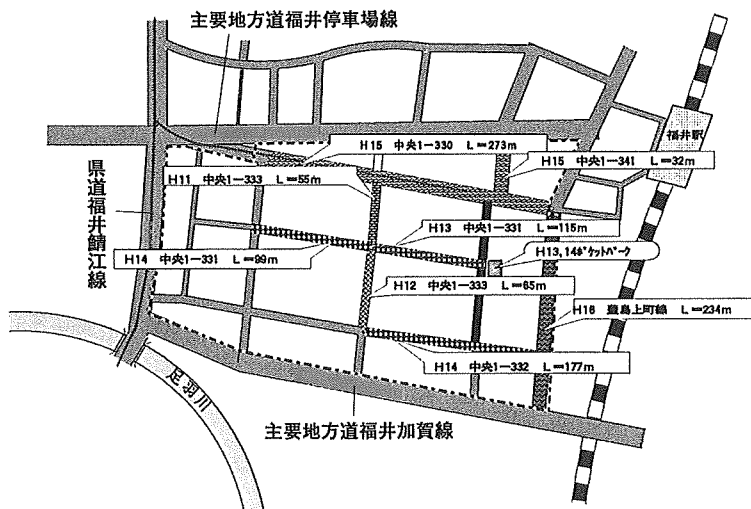 主要地方道福井停車場線
福井駅
H15 中央1-330 L=273m
H15 中央1-341 L=32m
H11 中央1-333 L=55m
県道福井鯖江線
H13 中央1-331 L=115m
H13,14ポケットパーク
H14 中央1-331 L=99m
H12 中央1-333 L=65m
H16 豊島上町線 L=234m
H14 中央1-332 L=177m
足羽川
主要地方道福井加賀線